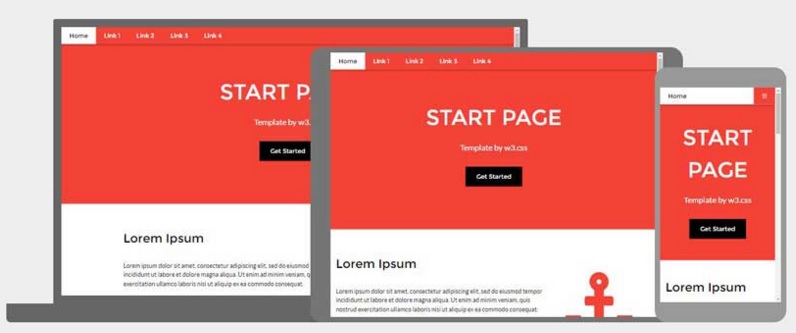 Home Link 1 Link 2 Link 3 Link 4
START P
Template by w3.
Get Started
Lorem Ipsum
Lorem ipsum dolor sit amet, consectetur adipiscing elit, sed do eiusmod
incididunt ut labore et dolore magna aliqua. Ut enim ad minim veniam, q
exercitation ullamco laboris nisi ut aliquip ex ea commodo consequat.
Home Link 1 Link 2 Link 3 Link 4
START PAGE
Template by w3.css
Get Started
Lorem Ipsum
Lorem ipsum dolor sit amet, consectetur adipiscing elit, sed do eiusmod tempor
incididunt ut labore et dolore magna aliqua. Ut enim ad minim veniam, quis
nostrud exercitation ullamco laboris nisi ut aliquip ex ea commodo consequat.
Home
START
PAGE
Template by w3.css
Get Started
Lorem Ipsum